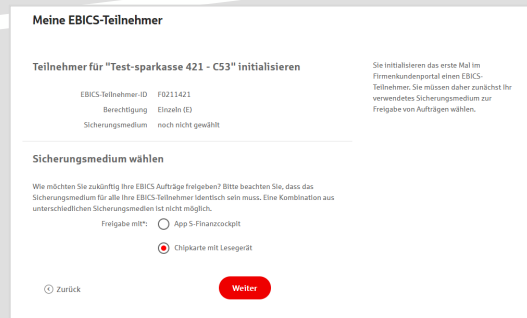 Meine EBICS-Teilnehmer
Teilnehmer für "Test-sparkasse 421 - C53" initialisieren
EBICS-Teilnehmer-ID F0211421
Berechtigung Einzeln (E)
Sicherungsmedium noch nicht gewählt
Sie initialisieren das erste Mal im
Firmenkundenportal einen EBICS-
Teilnehmer. Sie müssen daher zunächst Ihr
verwendetes Sicherungsmedium zur
Freigabe von Aufträgen wählen.
Sicherungsmedium wählen
Wie möchten Sie zukünftig Ihre EBICS Aufträge freigeben? Bitte beachten Sie, dass das
Sicherungsmedium für alle Ihre EBICS-Teilnehmer identisch sein muss. Eine Kombination aus
unterschiedlichen Sicherungsmedien ist nicht möglich.
Freigabe mit*: App S-Finanzcockpit
Chipkarte mit Lesegerät
Zurück
Weiter